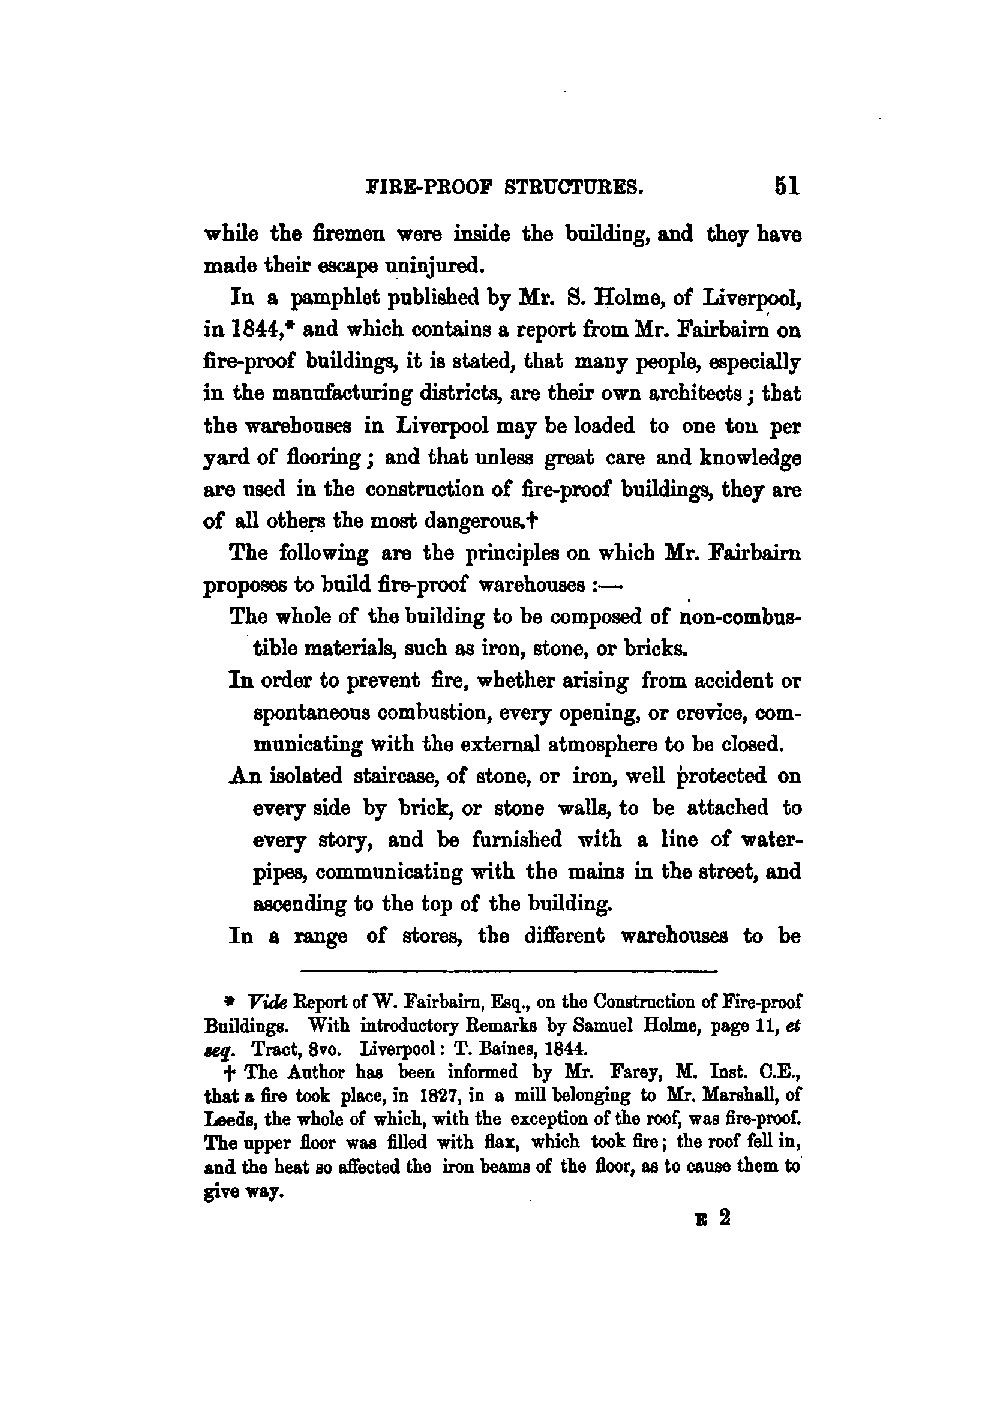 FIRE-PROOF STRUCTURES. 51
while the firemen were inside the building, and they have
made their escape uninjured.
In a pamphlet published by Mr. S. Holme, of Liverpool,
in 1844,* and which contains a report from Mr. Fairbairn on
fire-proof buildings, it is stated, that many people, especially
in the manufacturing districts, are their own architects; that
the warehouses in Liverpool may be loaded to one ton per
yard of flooring; and that unless great care and knowledge
are used in the construction of fire-proof buildings, they are
of all others the most dangerous.†
The following are the principles on which Mr. Fairbairn
proposes to build fire-proof warehouses:—
The whole of the building to be composed of non-combus-
tible materials, such as iron, stone, or bricks.
In order to prevent fire, whether arising from accident or
spontaneous combustion, every opening, or crevice, com-
municating with the external atmosphere to be closed.
An isolated staircase, of stone, or iron, well protected on
every side by brick, or stone walls, to be attached to
every story, and be furnished with a line of water-
pipes, communicating with the mains in the street, and
ascending to the top of the building.
In a range of stores, the different warehouses to be
* Vide Report of W. Fairbairn, Esq., on the Construction of Fire-proof
Buildings. With introductory Remarks by Samuel Holme, page 11, et
seq. Tract, 8vo. Liverpool: T. Baines, 1844.
† The Author has been informed by Mr. Farey, M. Inst. C.E.,
that a fire took place, in 1827, in a mill belonging to Mr. Marshall, of
Leeds, the whole of which, with the exception of the roof, was fire-proof.
The upper floor was filled with flax, which took fire; the roof fell in,
and the heat so affected the iron beams of the floor, as to cause them to
give way.
E 2